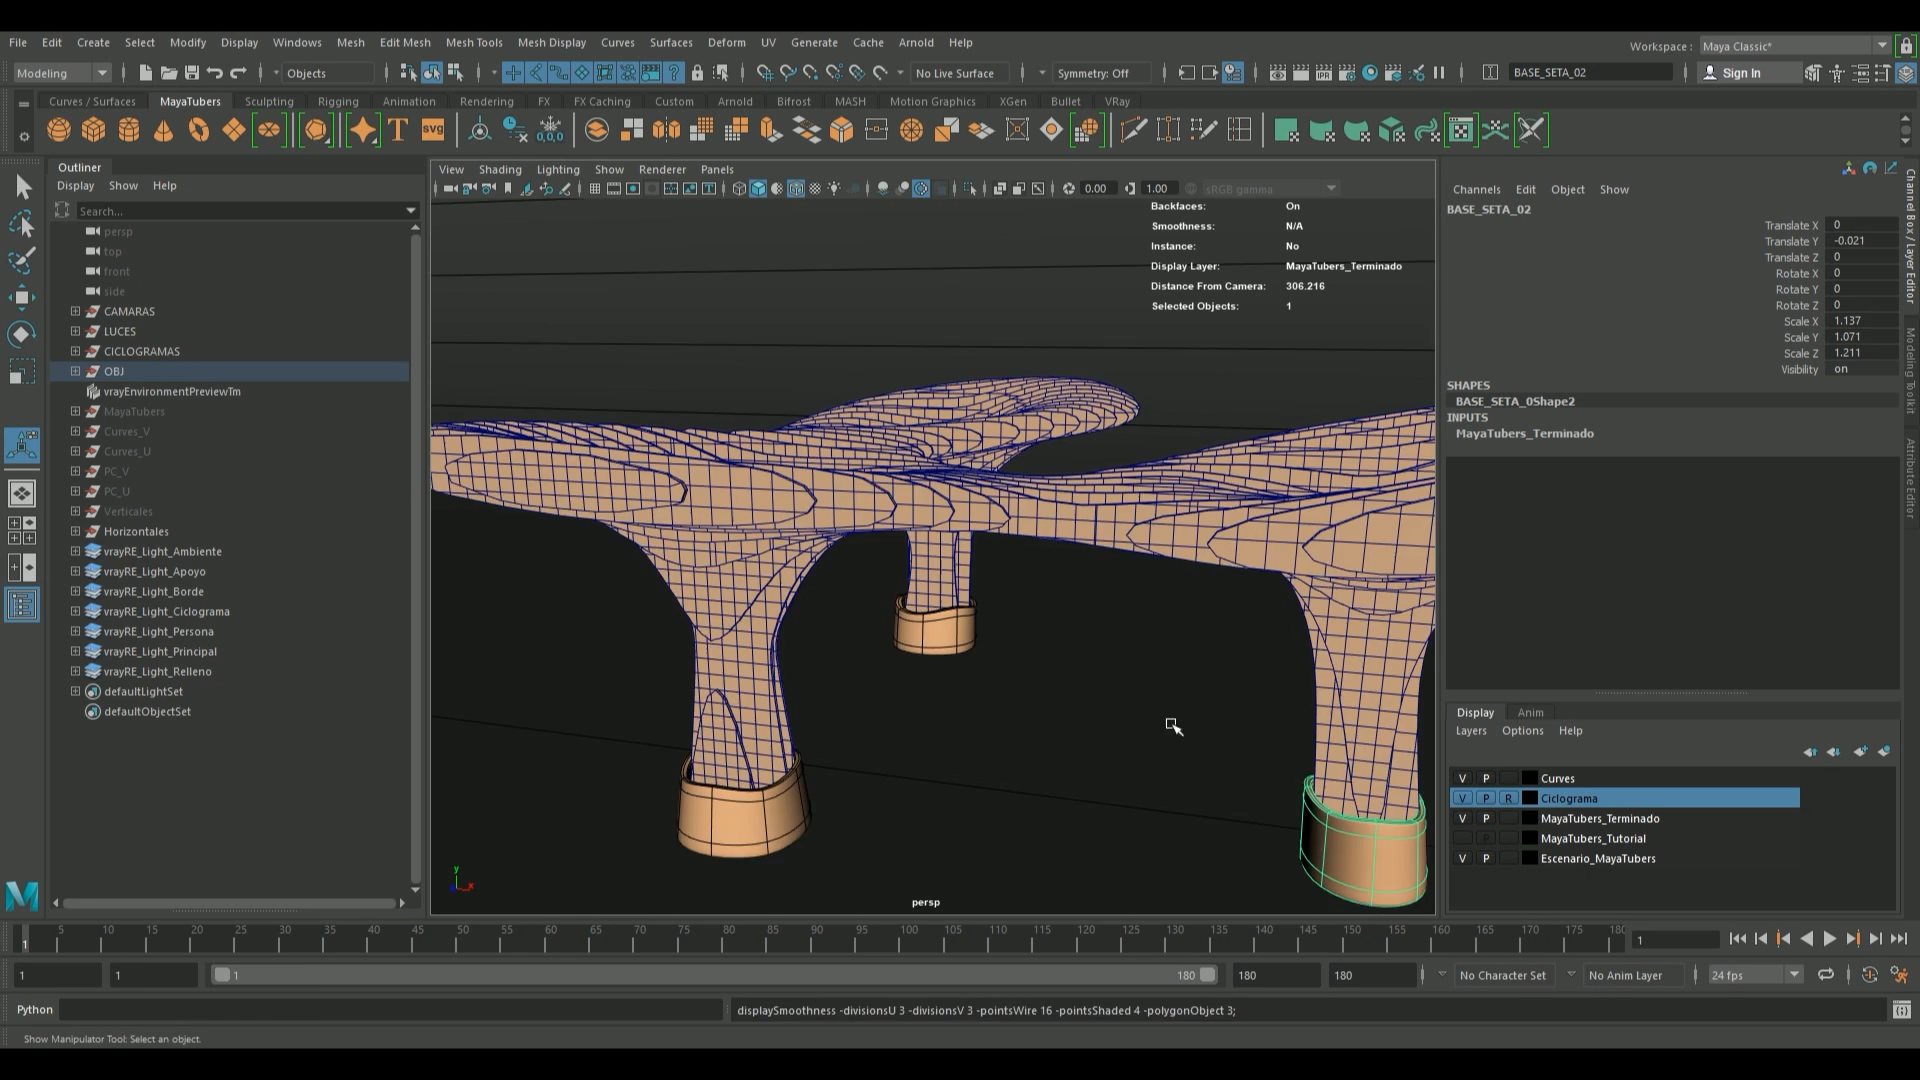 File Edit Create Select Modify Display Windows Mesh Edit Mesh Mesh Tools Mesh Display Curves Surfaces Deform UV Generate Cache Arnold Help
Workspace : Maya Classic*
Modeling Objects No Live Surface Symmetry: Off BASE_SETA_02 Sign In
Curves / Surfaces MayaTubers Sculpting Rigging Animation Rendering FX FX Caching Custom Arnold Bifrost MASH Motion Graphics XGen Bullet VRay
T svg 0,0,0
Outliner
Display Show Help
Search...
persp
top
front
side
CAMARAS
LUCES
CICLOGRAMAS
OBJ
vrayEnvironmentPreviewTm
MayaTubers
Curves_V
Curves_U
PC_V
PC_U
Verticales
Horizontales
vrayRE_Light_Ambiente
vrayRE_Light_Apoyo
vrayRE_Light_Borde
vrayRE_Light_Ciclograma
vrayRE_Light_Persona
vrayRE_Light_Principal
vrayRE_Light_Relleno
defaultLightSet
defaultObjectSet
View Shading Lighting Show Renderer Panels
0.00 1.00 sRGB gamma
Backfaces: On
Smoothness: N/A
Instance: No
Display Layer: MayaTubers_Terminado
Distance From Camera: 306.216
Selected Objects: 1
y
x
persp
Channels Edit Object Show
BASE_SETA_02
Translate X 0
Translate Y -0.021
Translate Z 0
Rotate X 0
Rotate Y 0
Rotate Z 0
Scale X 1.137
Scale Y 1.071
Scale Z 1.211
Visibility on
SHAPES
BASE_SETA_0Shape2
INPUTS
MayaTubers_Terminado
Channel Box / Layer Editor
Modeling Toolkit
Attribute Editor
Display Anim
Layers Options Help
V P Curves
V P R Ciclograma
V P MayaTubers_Terminado
P MayaTubers_Tutorial
V P Escenario_MayaTubers
5 10 15 20 25 30 35 40 45 50 55 60 65 70 75 80 85 90 95 100 105 110 115 120 125 130 135 140 145 150 155 160 165 170 175 180
1 1
1 1 1 180 180 180 No Character Set No Anim Layer 24 fps
Python displaySmoothness -divisionsU 3 -divisionsV 3 -pointsWire 16 -pointsShaded 4 -polygonObject 3;
Show Manipulator Tool: Select an object.